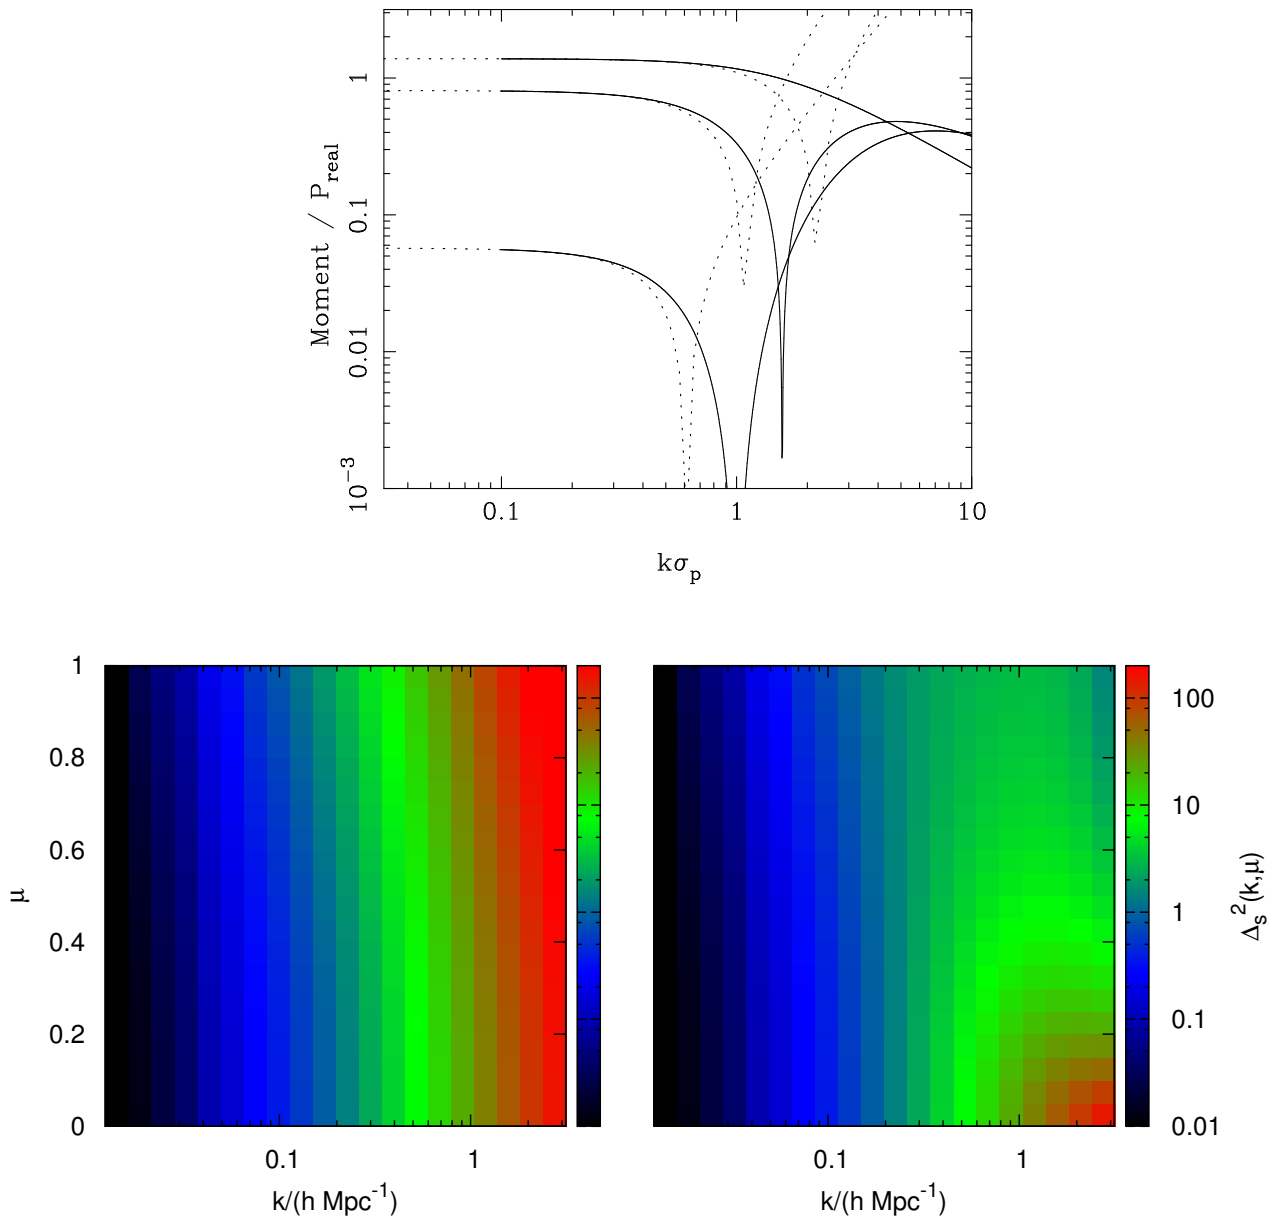 Moment / P_real
1
0.1
0.01
10^-3
0.1 1 10
kσ_p
1
0.8
0.6
0.4
0.2
0
μ
0.1 1
k/(h Mpc^-1)
0.1 1
k/(h Mpc^-1)
100
10
1
0.1
0.01
Δ_s^2(k,μ)